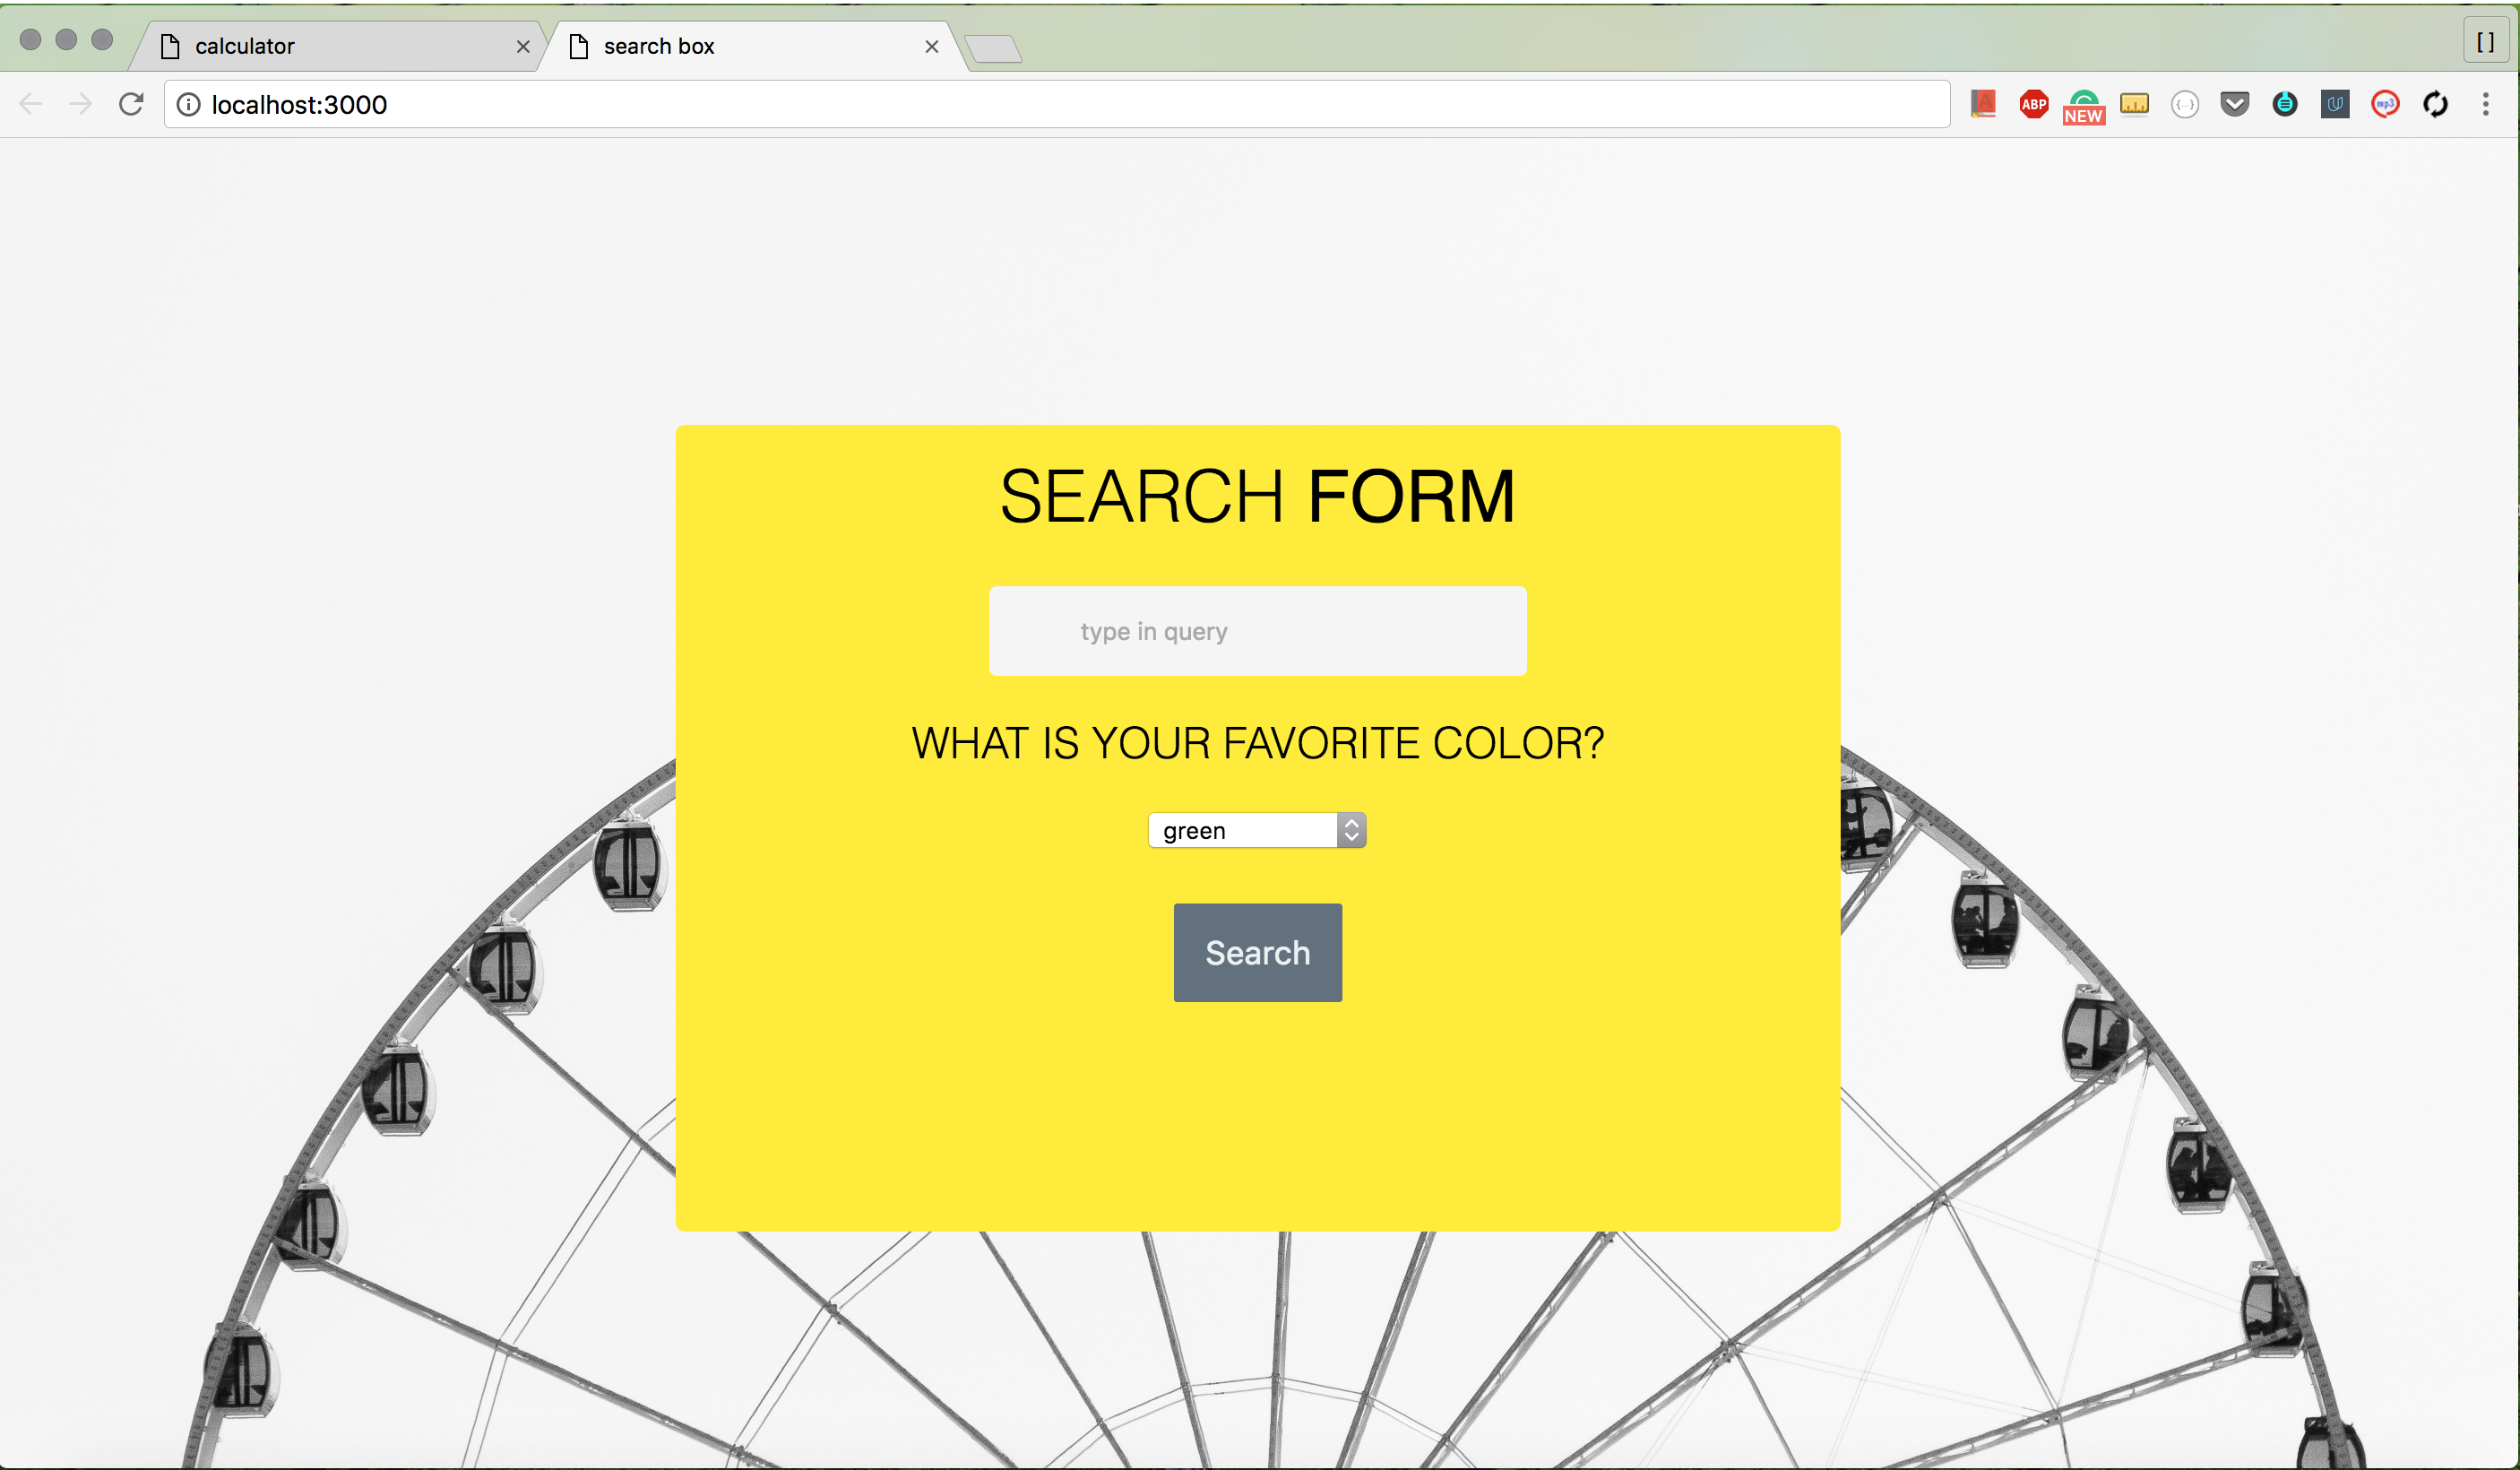 calculator
search box
[ ]
localhost:3000
A
ABP
NEW
{...}
mp3
SEARCH FORM
type in query
WHAT IS YOUR FAVORITE COLOR?
green
Search